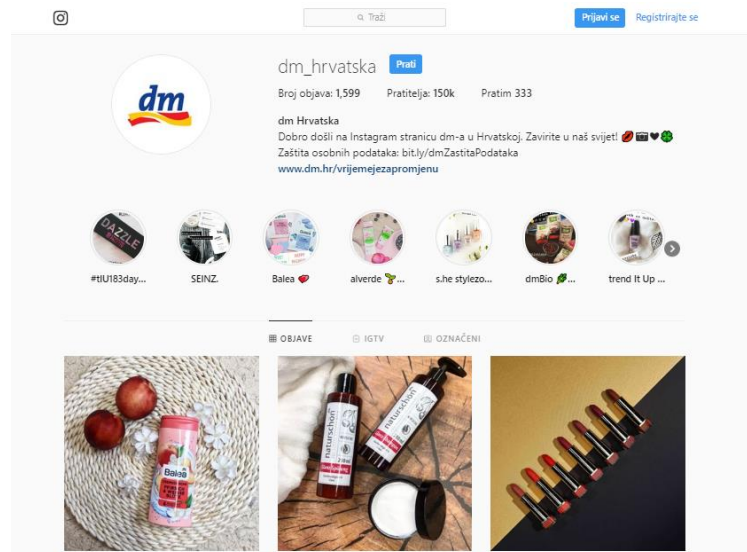 Traži
Prijavi se
Registrirajte se
dm
dm_hrvatska
Prati
Broj objava: 1,599 Pratitelja: 150k Pratim 333
dm Hrvatska
Dobro došli na Instagram stranicu dm-a u Hrvatskoj. Zavirite u naš svijet! 💋📷♥🍀
Zaštita osobnih podataka: bit.ly/dmZastitaPodataka
www.dm.hr/vrijemejezapromjenu
DAZZLE
#tIU183day...
SEINZ.
Balea 💝
alverde 🌱...
s.he stylezo...
dmBio 🌿...
trend It Up ...
OBJAVE
IGTV
OZNAČENI
Balea
naturschön
naturschön